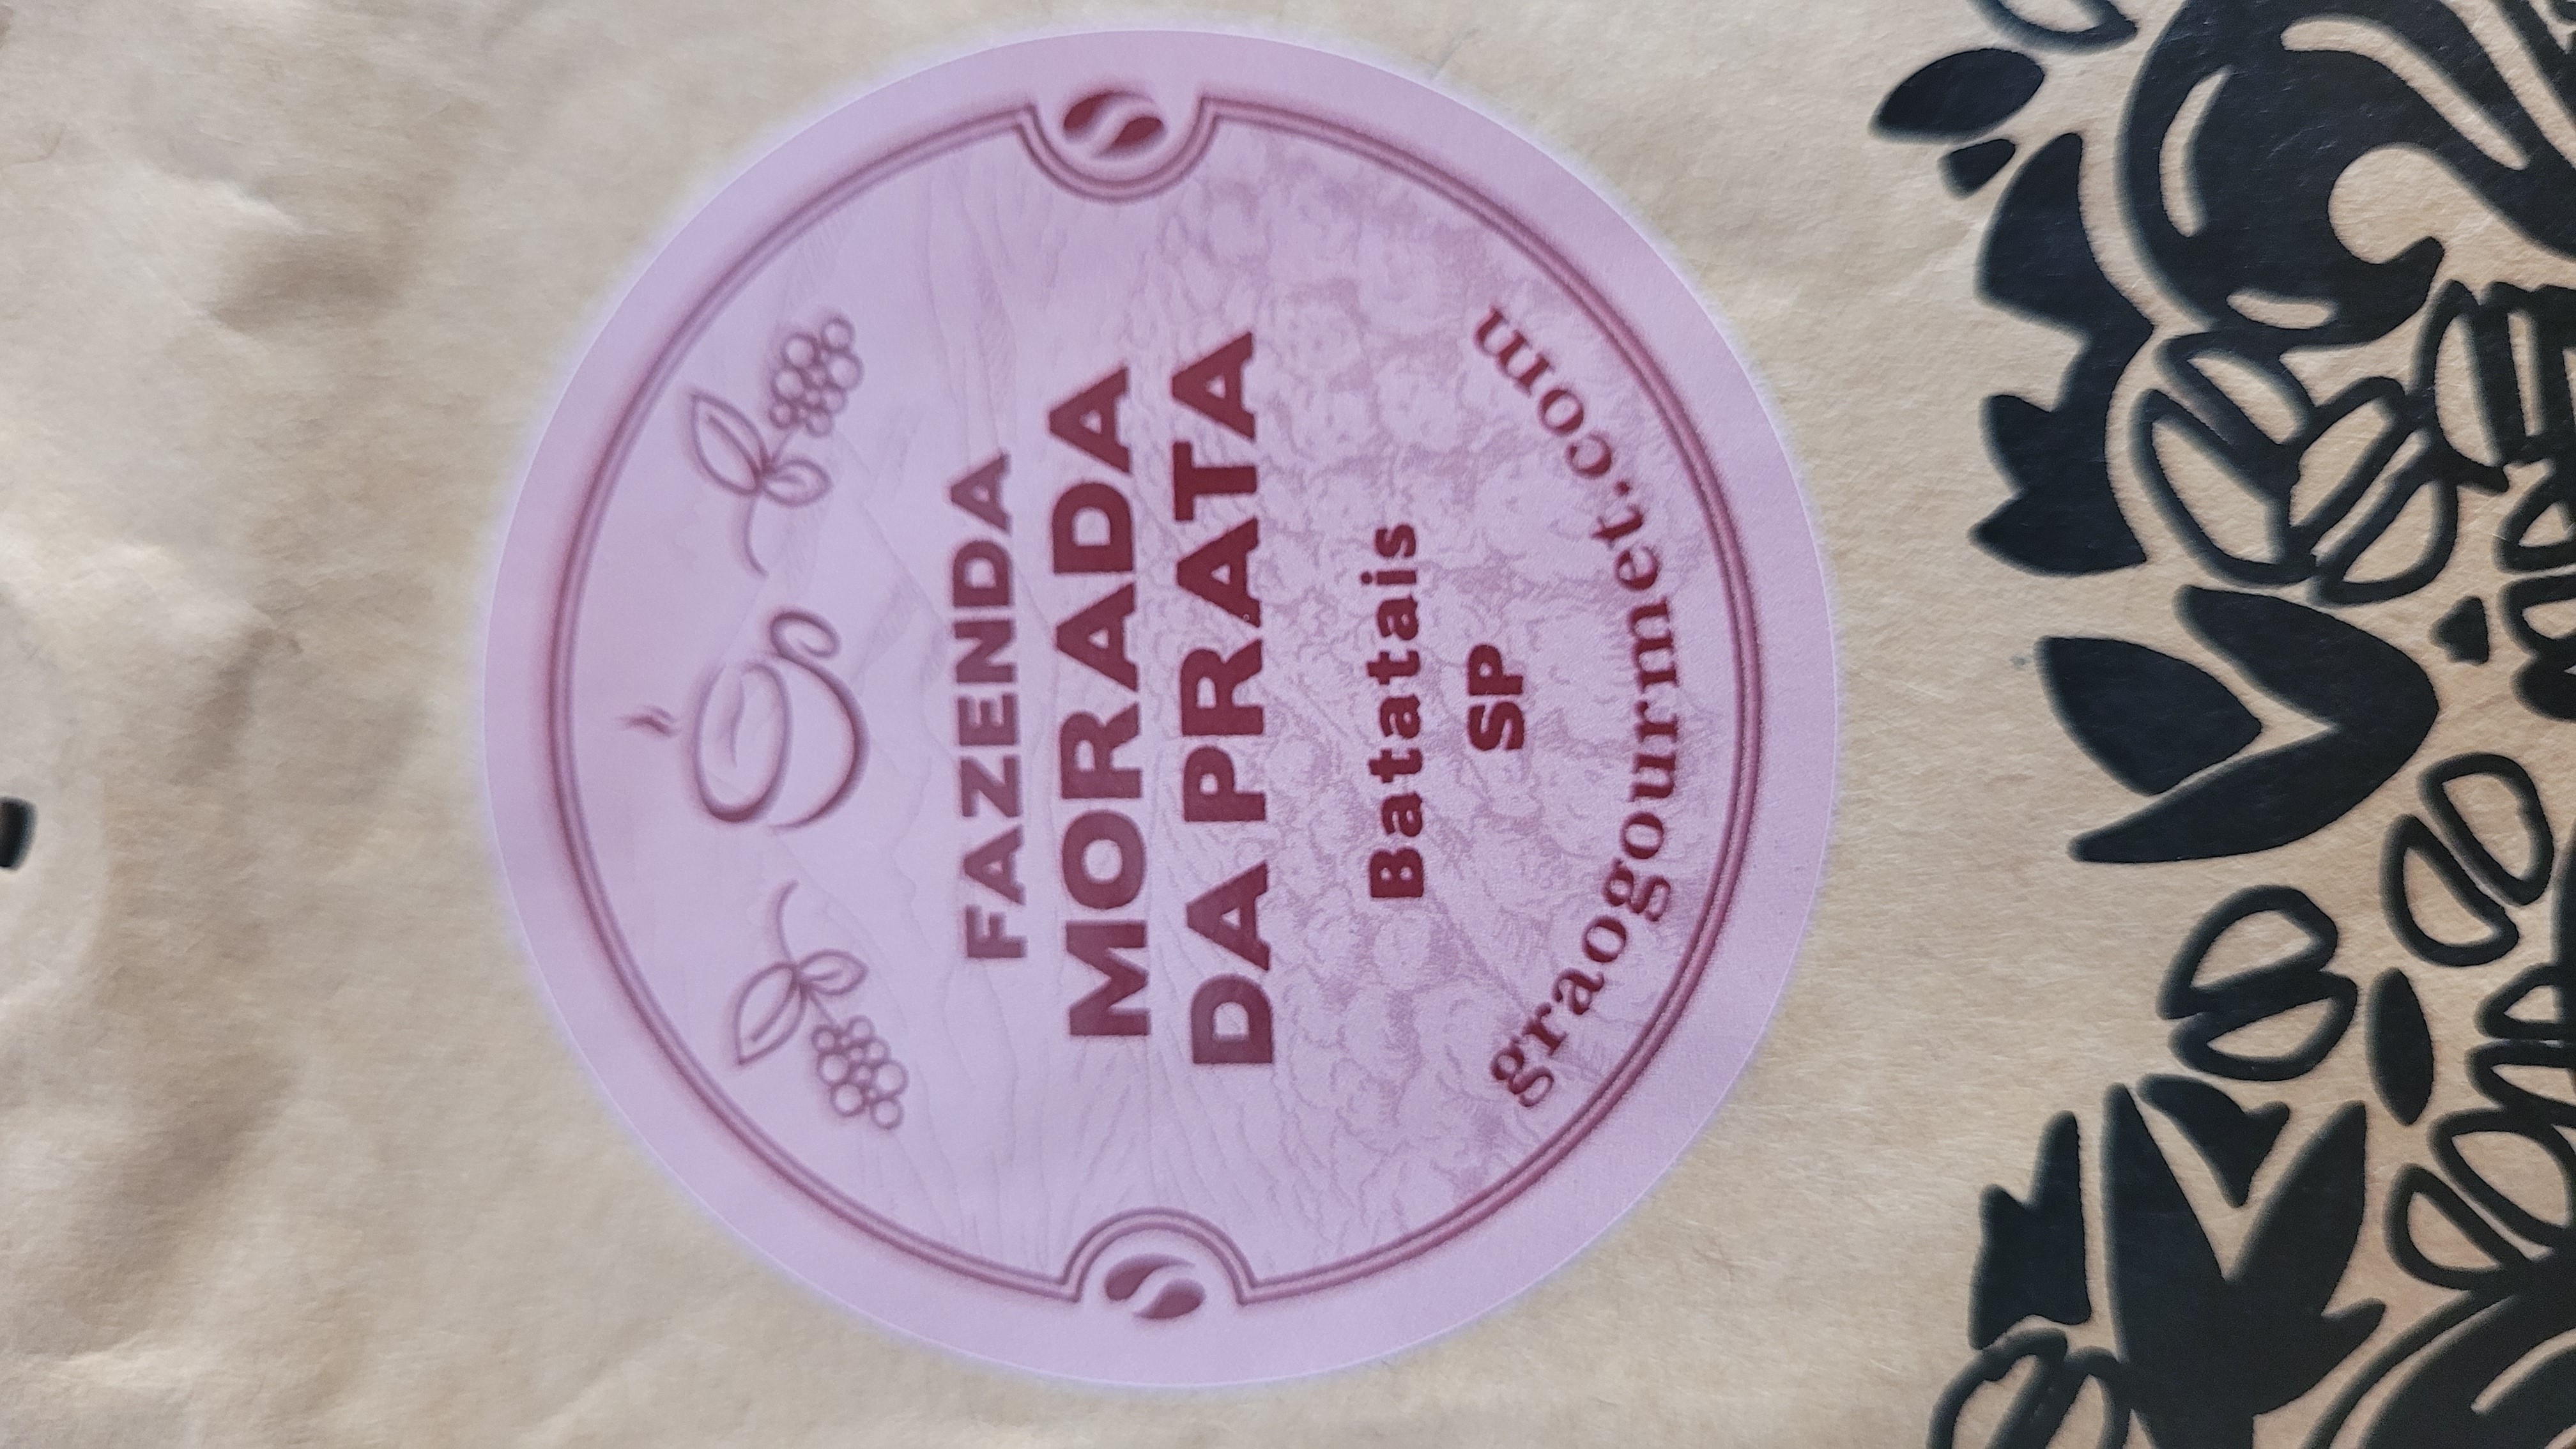 FAZENDA
MORADA
DA PRATA
Batatais
SP
graogourmet.com